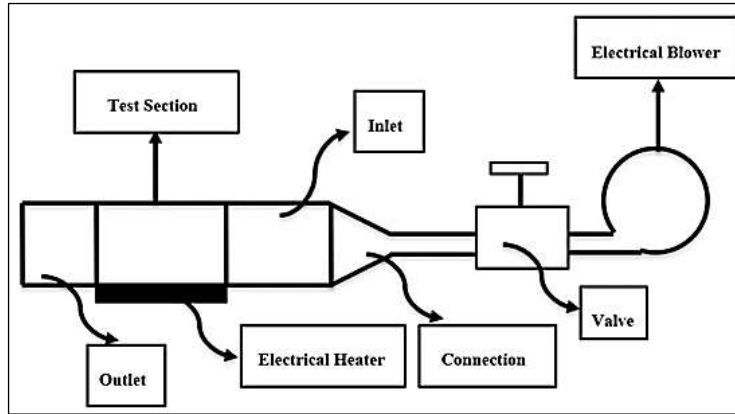 Electrical Blower
Test Section
Inlet
Valve
Outlet
Electrical Heater
Connection